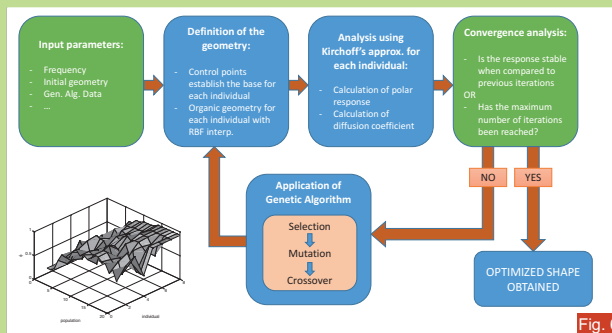 Input parameters:
- Frequency
- Initial geometry
- Gen. Alg. Data
- ...
Definition of the
geometry:
- Control points
establish the base for
each individual
- Organic geometry for
each individual with
RBF interp.
Analysis using
Kirchoff's approx. for
each individual:
- Calculation of polar
response
- Calculation of
diffusion coefficient
Convergence analysis:
- Is the response stable
when compared to
previous iterations
OR
- Has the maximum
number of iterations
been reached?
NO
YES
Application of
Genetic Algorithm
Selection
Mutation
Crossover
OPTIMIZED SHAPE
OBTAINED
population
individual
Fig.